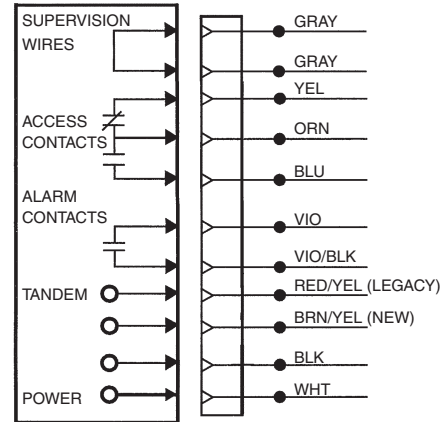 SUPERVISION
WIRES
ACCESS
CONTACTS
ALARM
CONTACTS
TANDEM
POWER
GRAY
GRAY
YEL
ORN
BLU
VIO
VIO/BLK
RED/YEL (LEGACY)
BRN/YEL (NEW)
BLK
WHT